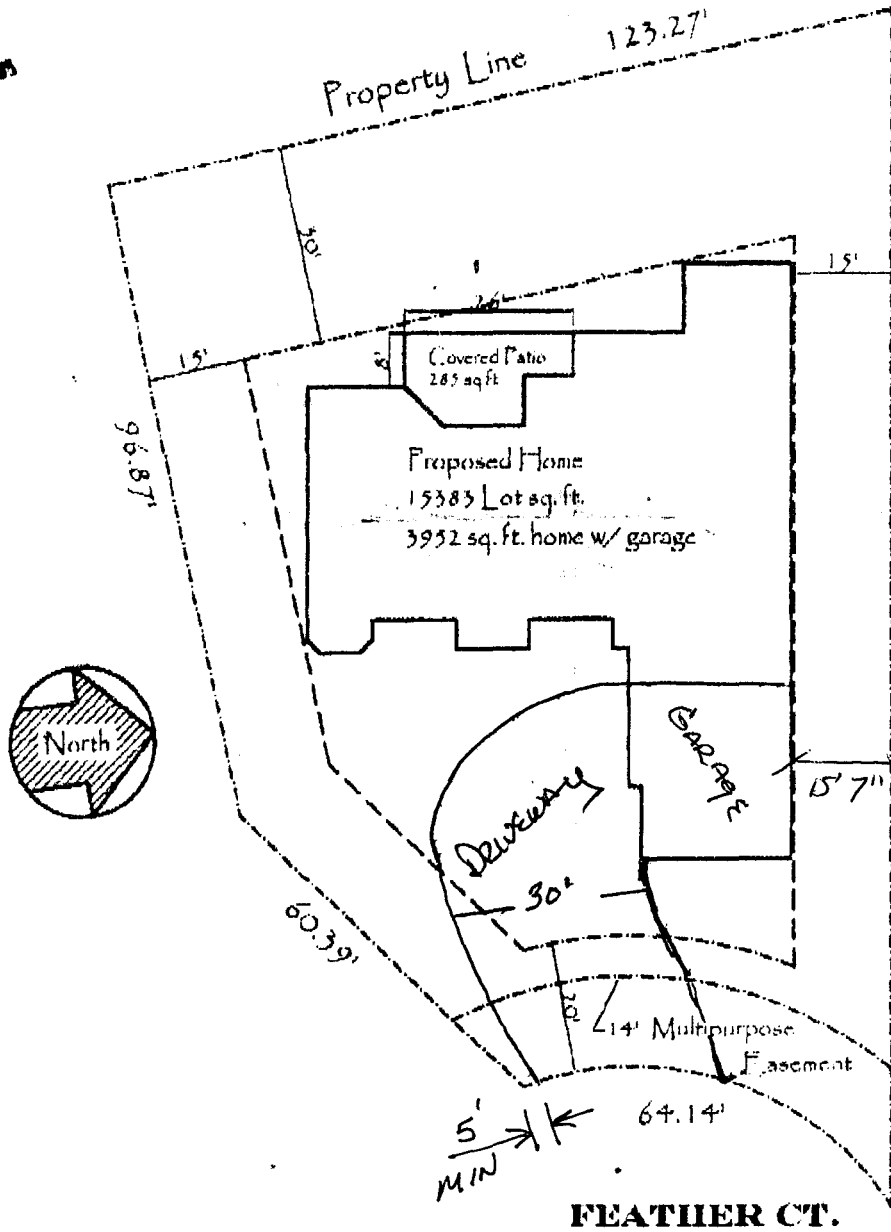 123.27'
Property Line
30'
15'
26'
15'
8'
Covered Patio
285 sq ft
96.87'
Proposed Home
15383 Lot sq. ft.
3952 sq. ft. home w/ garage
North
GARAGE
15' 7"
DRIVEWAY
30'
60.39'
20'
14' Multipurpose
Easement
5'
MIN
64.14'
FEATHER CT.